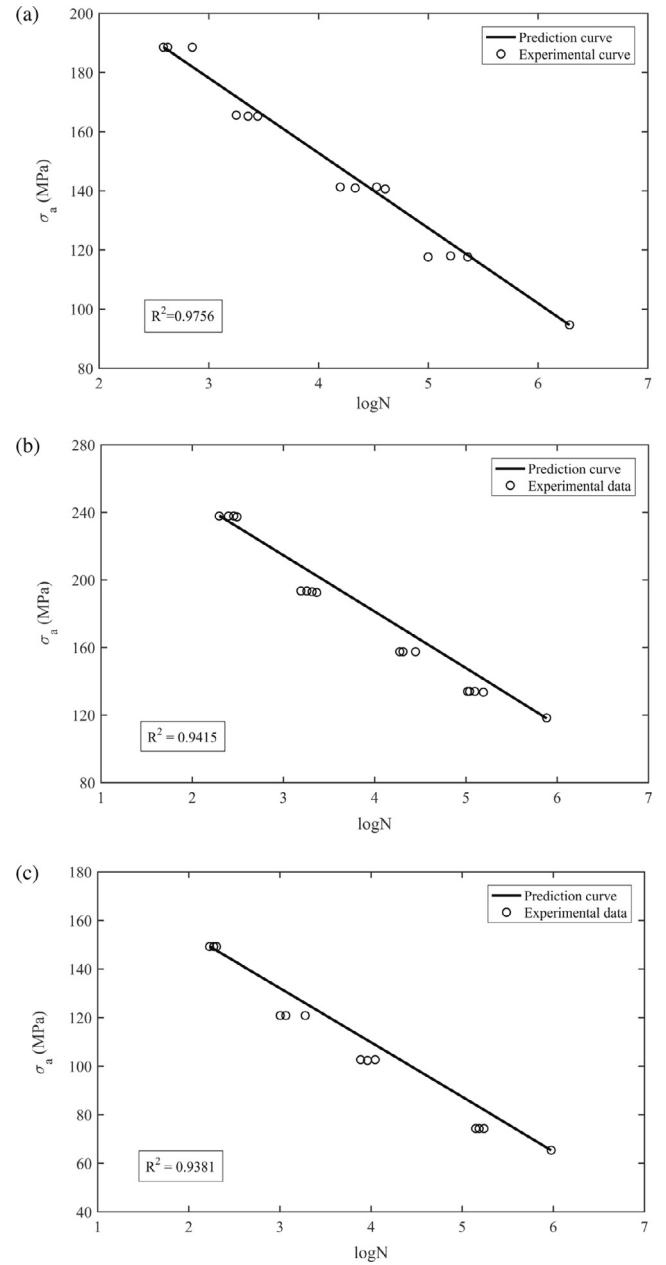 (a)
200
180
160
140
120
100
80
σa (MPa)
Prediction curve
Experimental curve
R2=0.9756
2 3 4 5 6 7
logN
(b)
280
240
200
160
120
80
σa (MPa)
Prediction curve
Experimental data
R2 = 0.9415
1 2 3 4 5 6 7
logN
(c)
180
160
140
120
100
80
60
40
σa (MPa)
Prediction curve
Experimental data
R2 = 0.9381
1 2 3 4 5 6 7
logN